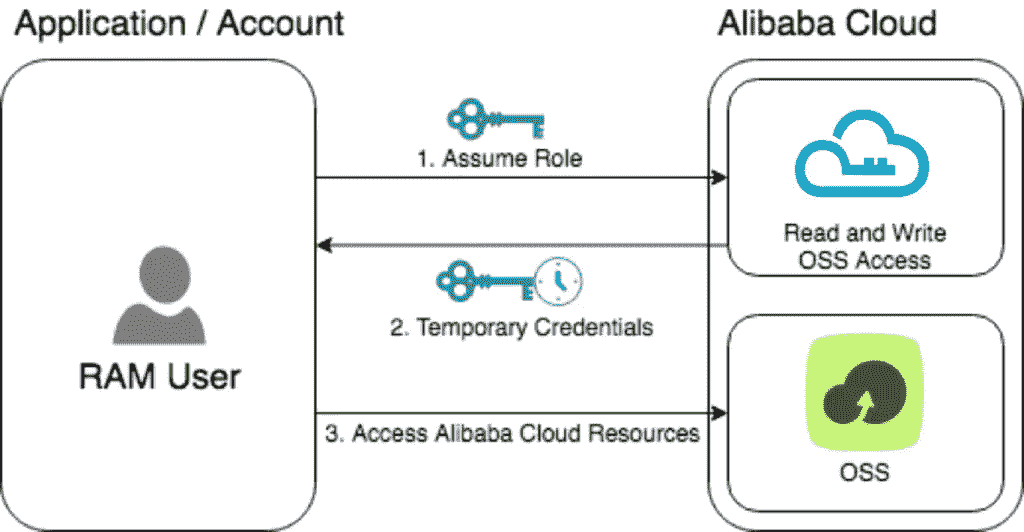 Application / Account
Alibaba Cloud
1. Assume Role
Read and Write
OSS Access
2. Temporary Credentials
RAM User
3. Access Alibaba Cloud Resources
OSS